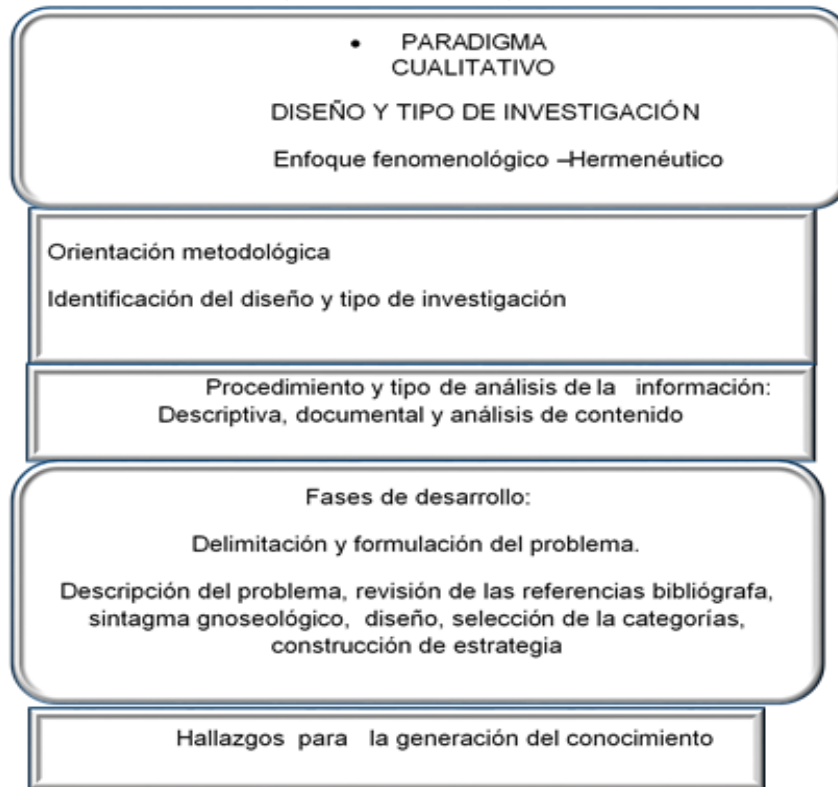 • PARADIGMA
CUALITATIVO
DISEÑO Y TIPO DE INVESTIGACIÓN
Enfoque fenomenológico –Hermenéutico
Orientación metodológica
Identificación del diseño y tipo de investigación
Procedimiento y tipo de análisis de la información:
Descriptiva, documental y análisis de contenido
Fases de desarrollo:
Delimitación y formulación del problema.
Descripción del problema, revisión de las referencias bibliógrafa,
sintagma gnoseológico, diseño, selección de la categorías,
construcción de estrategia
Hallazgos para la generación del conocimiento